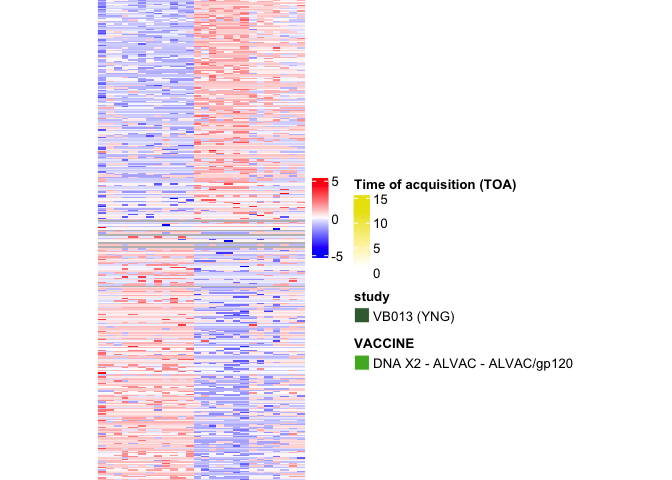 5
0
-5
Time of acquisition (TOA)
15
10
5
0
study
VB013 (YNG)
VACCINE
DNA X2 - ALVAC - ALVAC/gp120